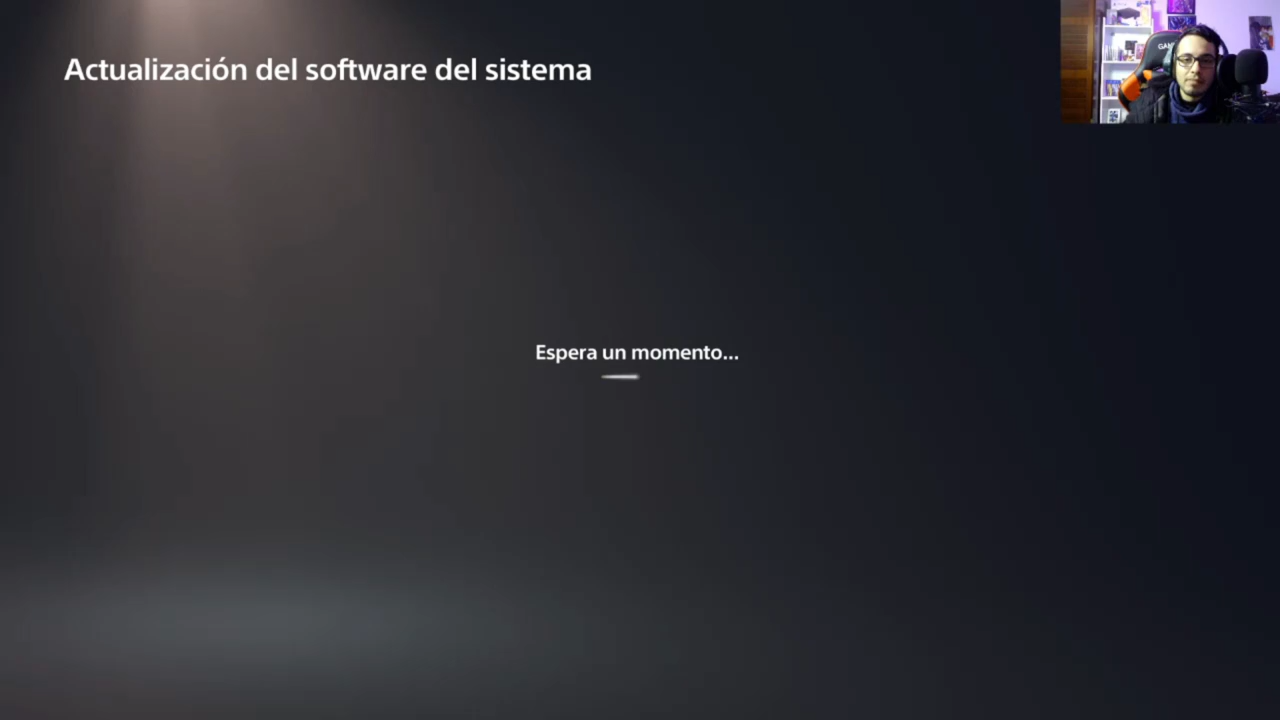 Actualización del software del sistema
Espera un momento...